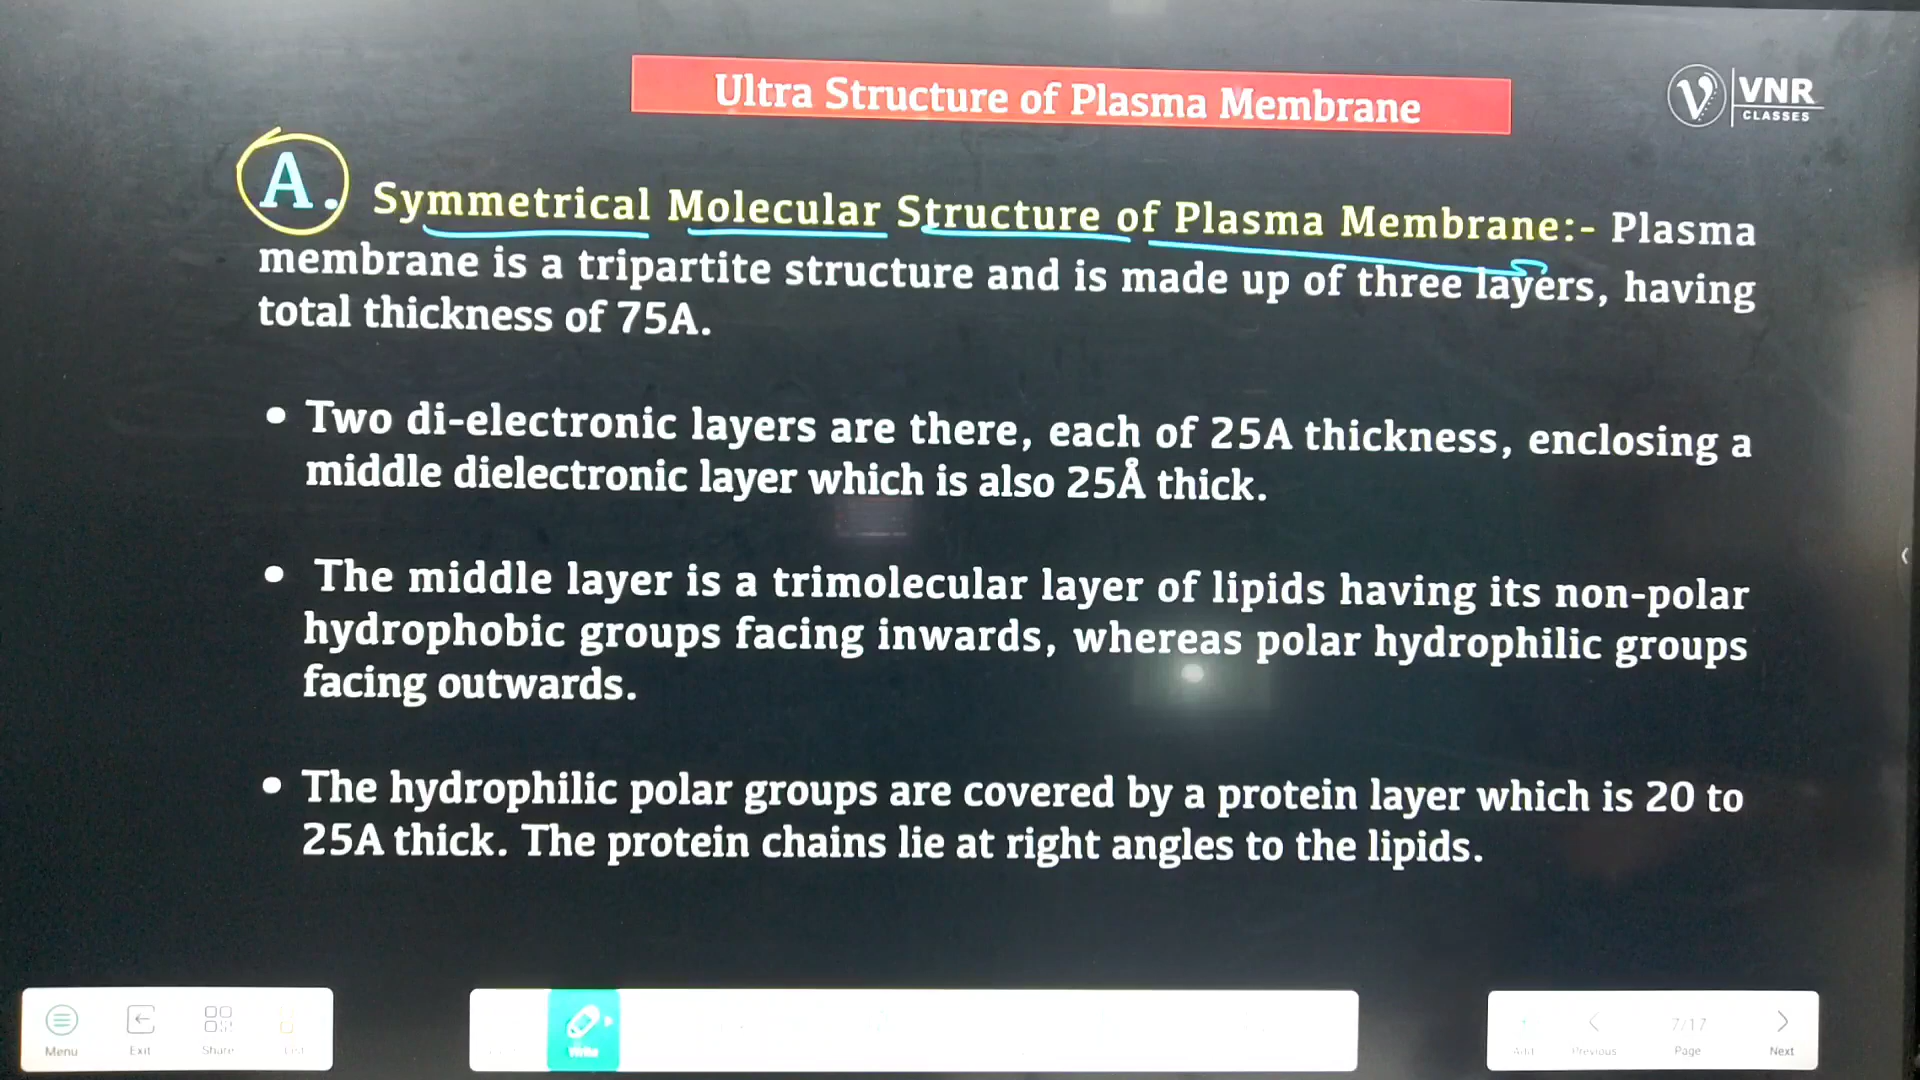 Ultra Structure of Plasma Membrane
VNR
CLASSES
A. Symmetrical Molecular Structure of Plasma Membrane:- Plasma
membrane is a tripartite structure and is made up of three layers, having
total thickness of 75A.
• Two di-electronic layers are there, each of 25A thickness, enclosing a
middle dielectronic layer which is also 25Å thick.
• The middle layer is a trimolecular layer of lipids having its non-polar
hydrophobic groups facing inwards, whereas polar hydrophilic groups
facing outwards.
• The hydrophilic polar groups are covered by a protein layer which is 20 to
25A thick. The protein chains lie at right angles to the lipids.
Menu Exit Share
Write
Add Previous 7/17 Page Next